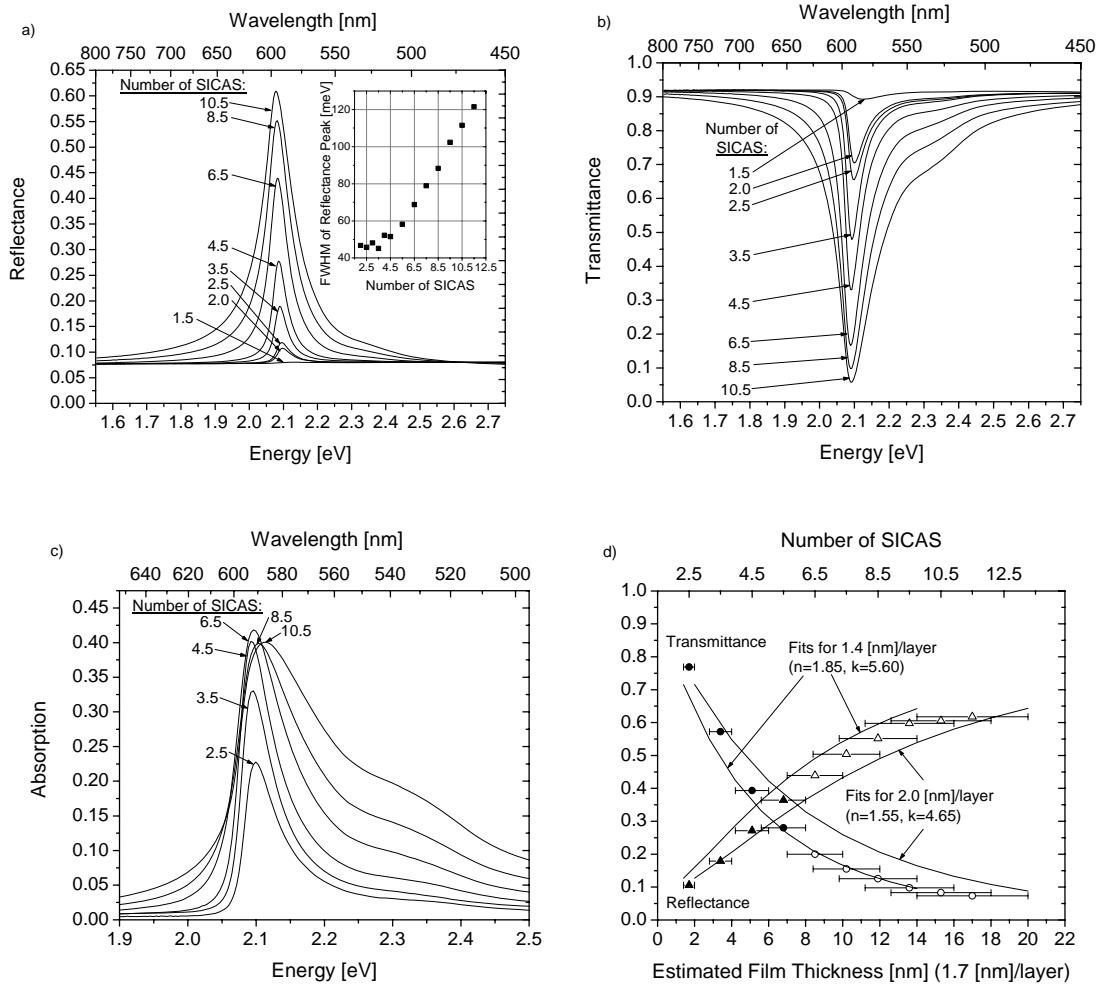 a)
Wavelength [nm]
800 750 700 650 600 550 500 450
0.65
0.60
0.55
0.50
0.45
0.40
0.35
0.30
0.25
0.20
0.15
0.10
0.05
0.00
Reflectance
Number of SICAS:
10.5
8.5
6.5
4.5
3.5
2.5
2.0
1.5
FWHM of Reflectance Peak [meV]
120
100
80
60
40
2.5 4.5 6.5 8.5 10.5 12.5
Number of SICAS
1.6 1.7 1.8 1.9 2.0 2.1 2.2 2.3 2.4 2.5 2.6 2.7
Energy [eV]
b)
Wavelength [nm]
800 750 700 650 600 550 500 450
1.0
0.9
0.8
0.7
0.6
0.5
0.4
0.3
0.2
0.1
0.0
Transmittance
Number of
SICAS:
1.5
2.0
2.5
3.5
4.5
6.5
8.5
10.5
1.6 1.7 1.8 1.9 2.0 2.1 2.2 2.3 2.4 2.5 2.6 2.7
Energy [eV]
c)
Wavelength [nm]
640 620 600 580 560 540 520 500
0.45
0.40
0.35
0.30
0.25
0.20
0.15
0.10
0.05
0.00
Absorption
Number of SICAS:
8.5
6.5
10.5
4.5
3.5
2.5
1.9 2.0 2.1 2.2 2.3 2.4 2.5
Energy [eV]
d)
Number of SICAS
2.5 3.5 4.5 5.5 6.5 7.5 8.5 10.5 12.5
1.0
0.9
0.8
0.7
0.6
0.5
0.4
0.3
0.2
0.1
0.0
Transmittance
Fits for 1.4 [nm]/layer
(n=1.85, k=5.60)
Fits for 2.0 [nm]/layer
(n=1.55, k=4.65)
Reflectance
0 2 4 6 8 10 12 14 16 18 20 22
Estimated Film Thickness [nm] (1.7 [nm]/layer)